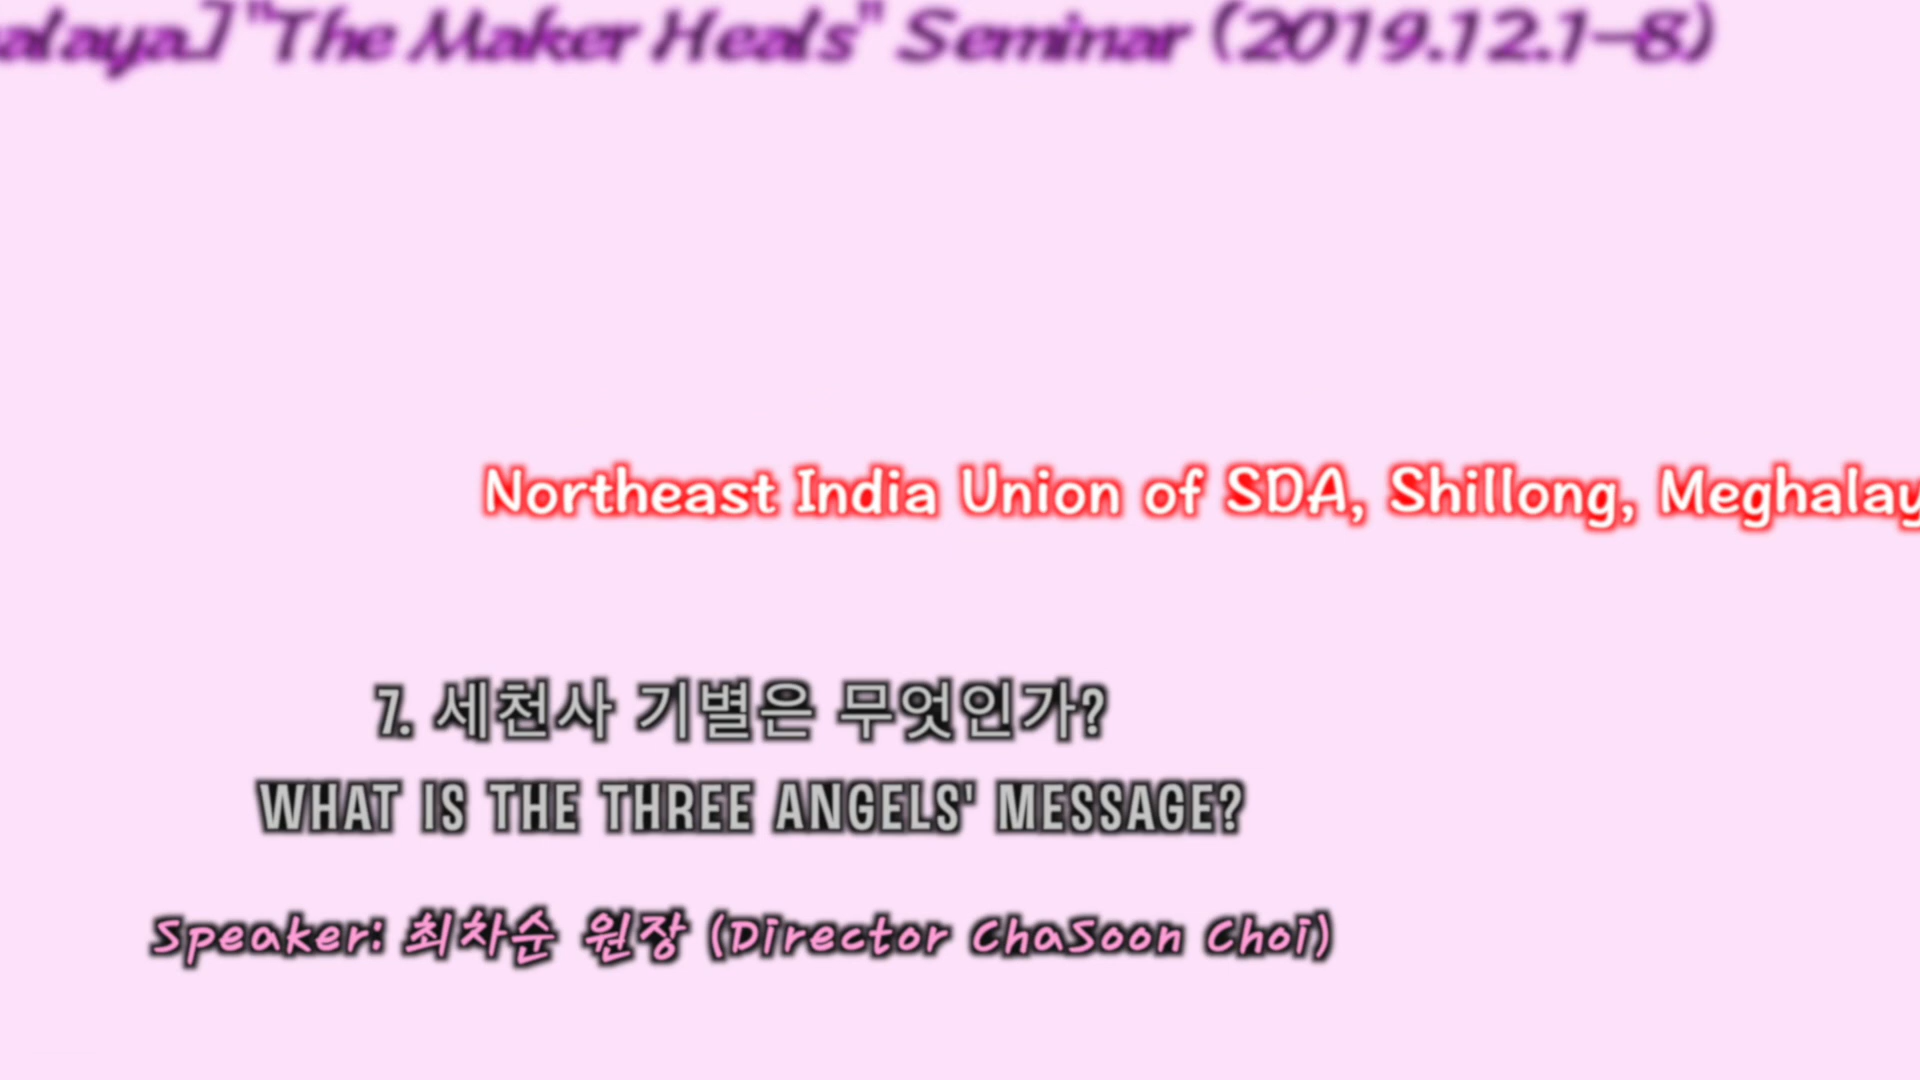 alaya] "The Maker Heals" Seminar (2019.12.1-8)
Northeast India Union of SDA, Shillong, Meghalay
7. 세천사 기별은 무엇인가?
WHAT IS THE THREE ANGELS' MESSAGE?
Speaker: 최차순 원장 (Director ChaSoon Choi)